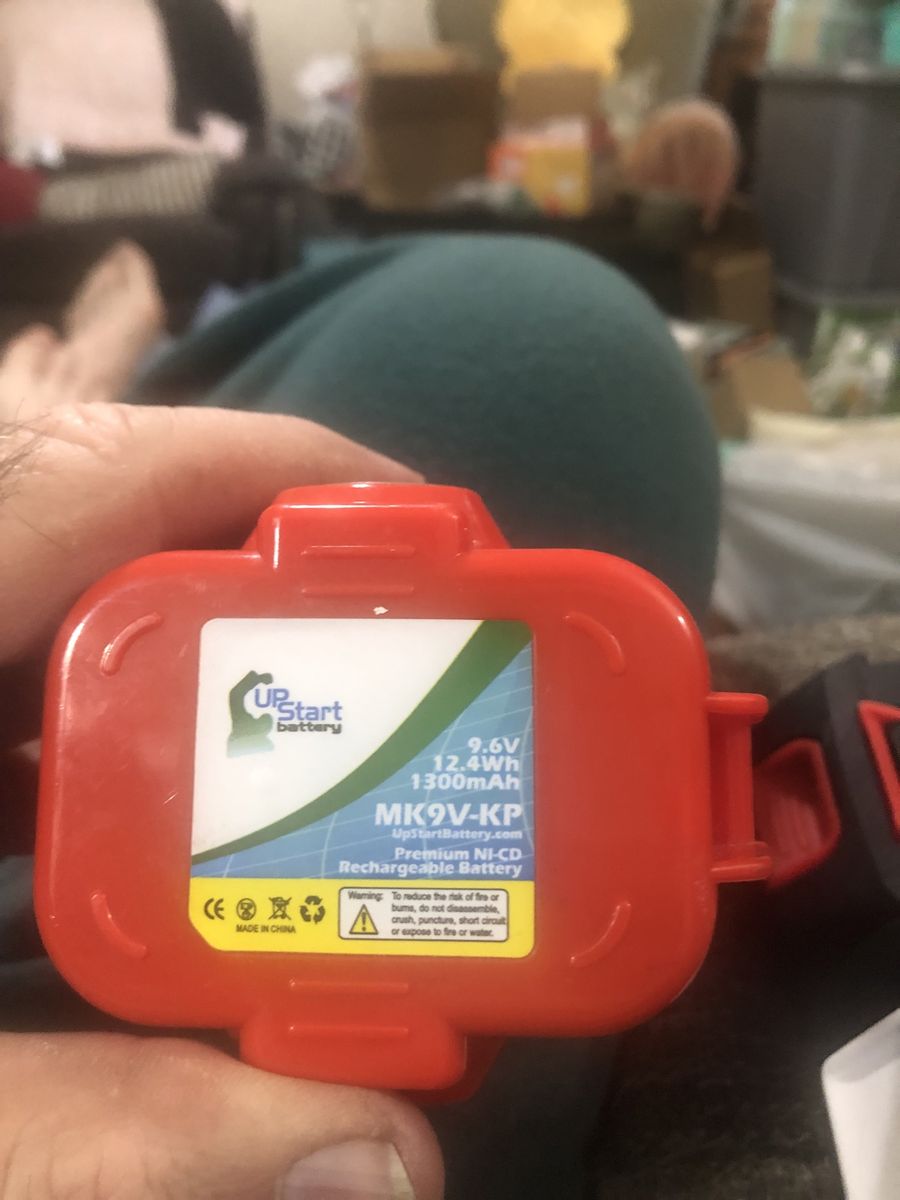 UP
Start
battery
9.6V
12.4Wh
1300mAh
MK9V-KP
UpStartBattery.com
Premium NI-CD
Rechargeable Battery
CE
MADE IN CHINA
Warning: To reduce the risk of fire or
burns, do not disassemble,
crush, puncture, short circuit
or expose to fire or water.